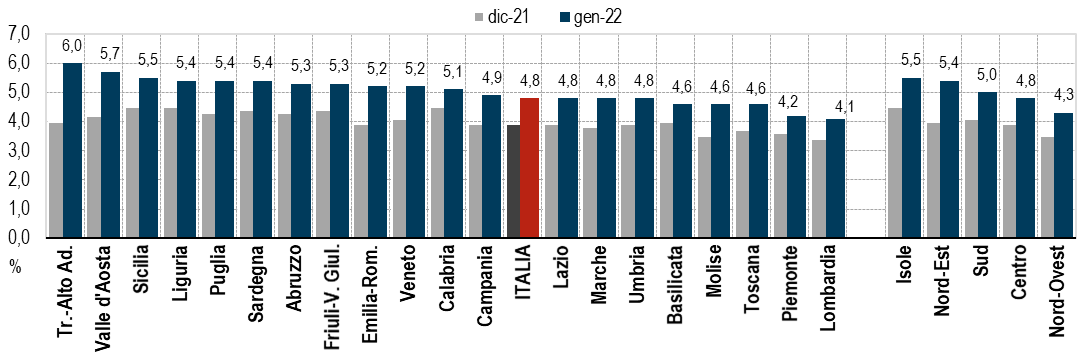 dic-21 gen-22
7,0
6,0
5,0
4,0
3,0
2,0
1,0
0,0
%
6,0 5,7 5,5 5,4 5,4 5,4 5,3 5,3 5,2 5,2 5,1 4,9 4,8 4,8 4,8 4,8 4,6 4,6 4,6 4,2 4,1 5,5 5,4 5,0 4,8 4,3
Tr.-Alto Ad.
Valle d'Aosta
Sicilia
Liguria
Puglia
Sardegna
Abruzzo
Friuli-V. Giul.
Emilia-Rom.
Veneto
Calabria
Campania
ITALIA
Lazio
Marche
Umbria
Basilicata
Molise
Toscana
Piemonte
Lombardia
Isole
Nord-Est
Sud
Centro
Nord-Ovest